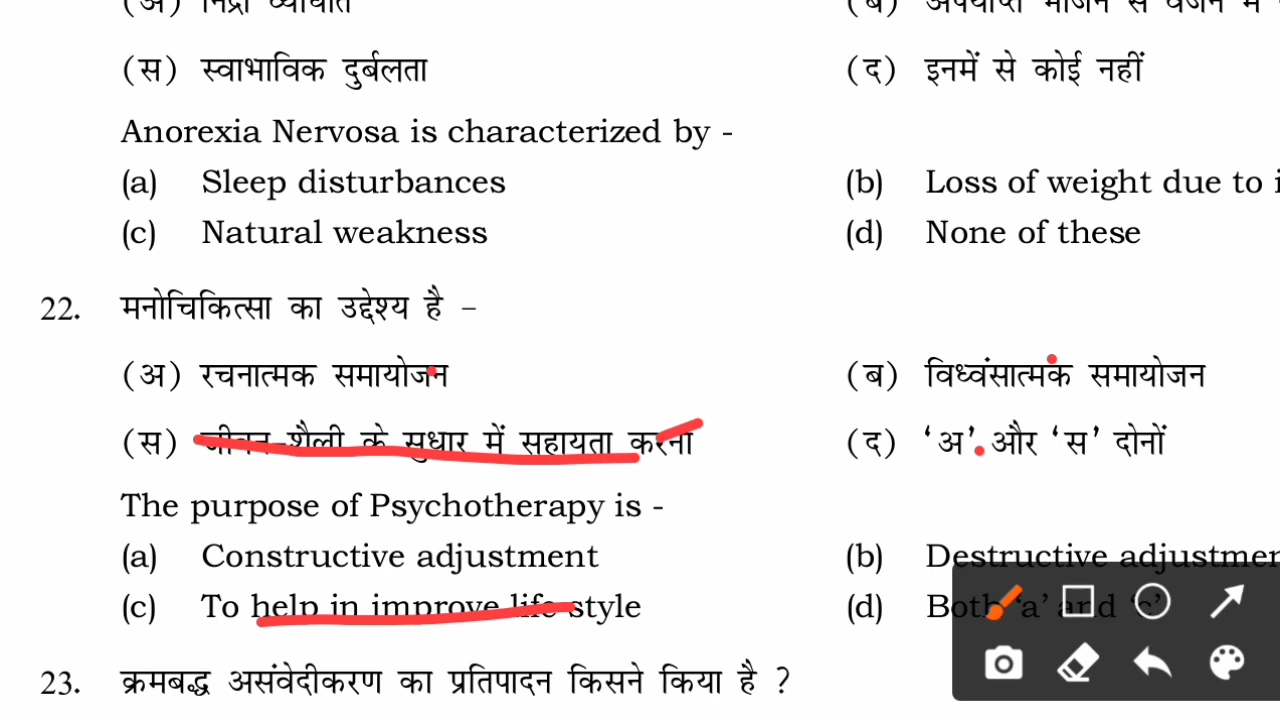 (अ) निद्रा व्याघात (ब) अपर्याप्त भोजन से वजन में
(स) स्वाभाविक दुर्बलता (द) इनमें से कोई नहीं
Anorexia Nervosa is characterized by -
(a) Sleep disturbances (b) Loss of weight due to
(c) Natural weakness (d) None of these
22. मनोचिकित्सा का उद्देश्य है –
(अ) रचनात्मक समायोजन (ब) विध्वंसात्मक समायोजन
(स) जीवन-शैली के सुधार में सहायता करना (द) ‘अ’ और ‘स’ दोनों
The purpose of Psychotherapy is -
(a) Constructive adjustment (b) Destructive
(c) To help in improve life style (d) Both ‘a’ and ‘c’
23. क्रमबद्ध असंवेदीकरण का प्रतिपादन किसने किया है ?